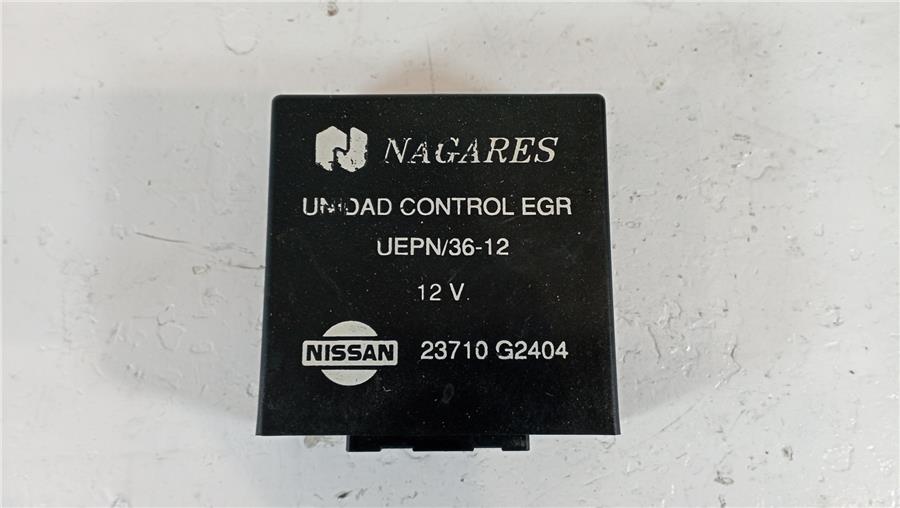 NAGARES
UNIDAD CONTROL EGR
UEPN/36-12
12 V.
NISSAN 23710 G2404